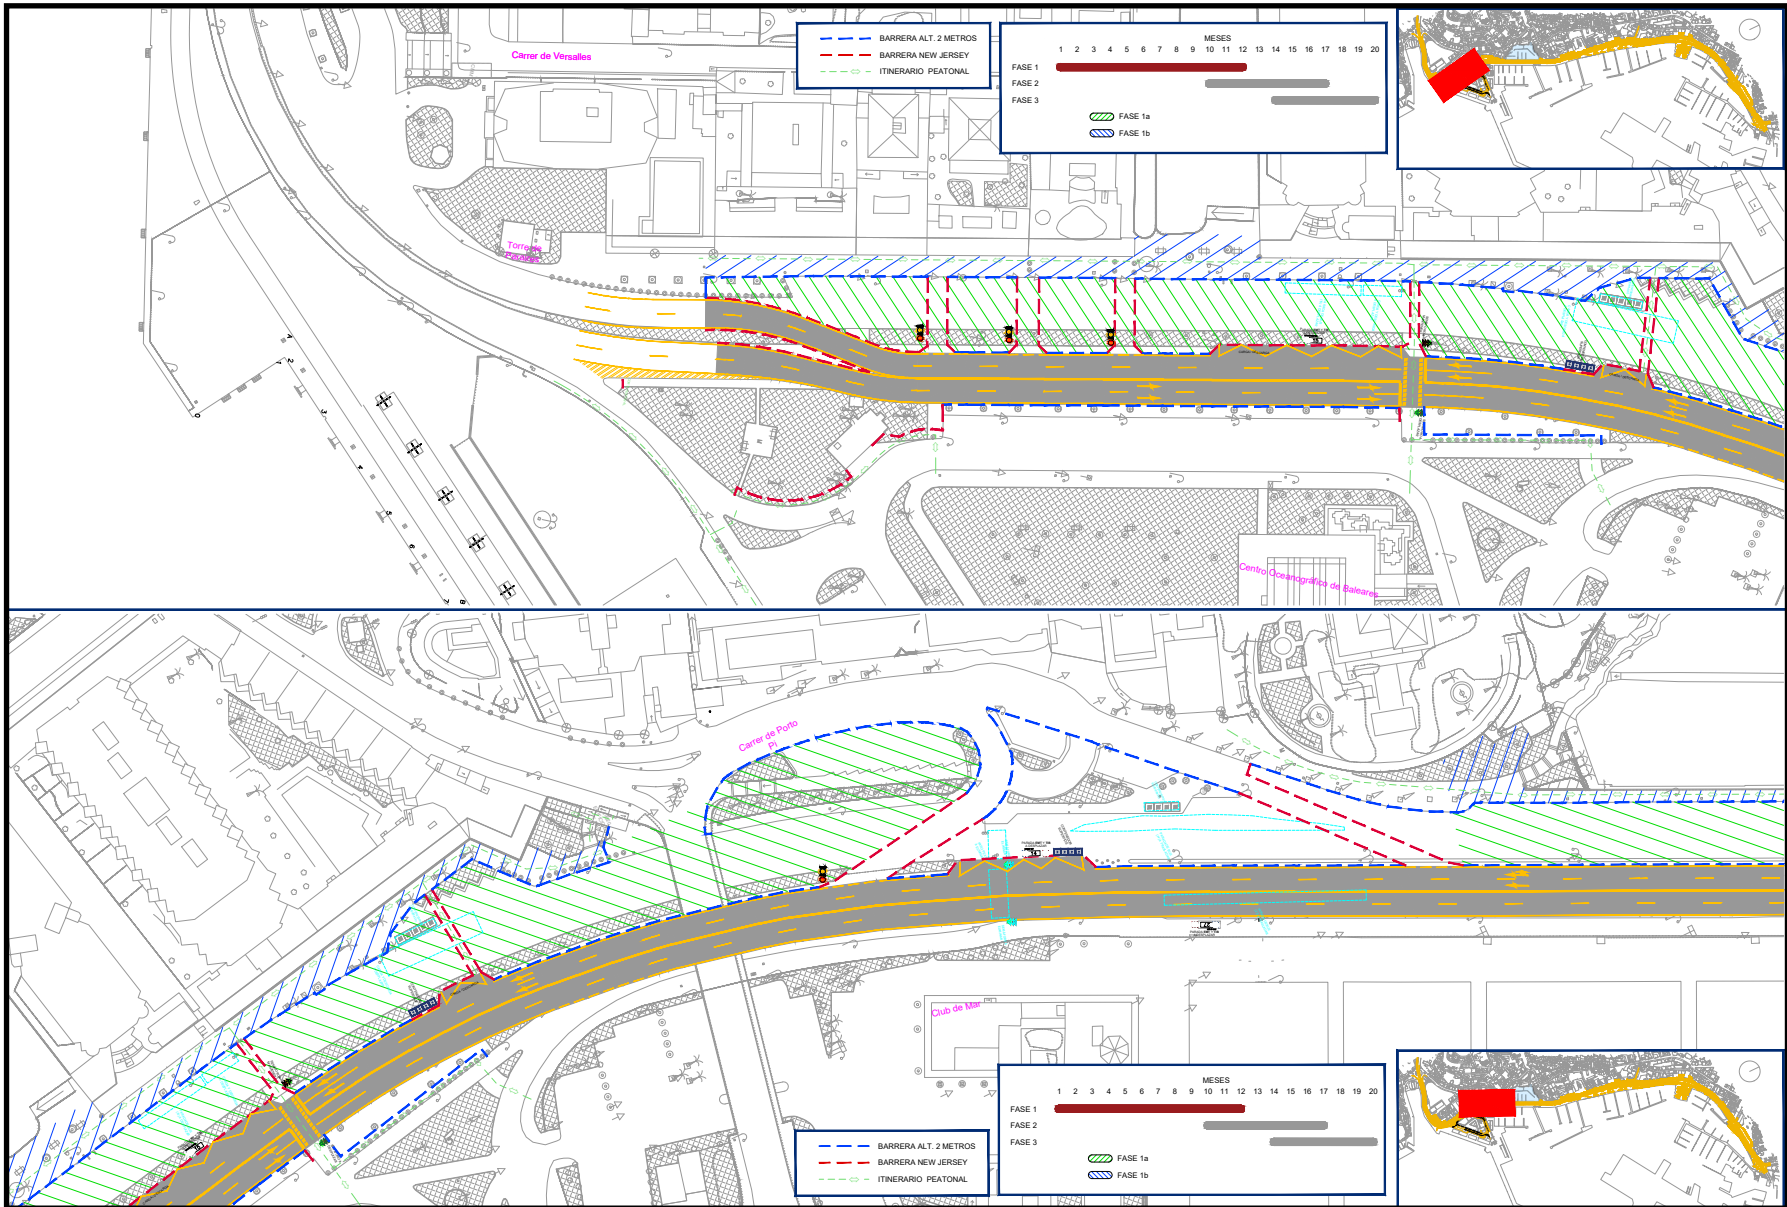 Carrer de Versalles
BARRERA ALT. 2 METROS
BARRERA NEW JERSEY
ITINERARIO PEATONAL
MESES
1 2 3 4 5 6 7 8 9 10 11 12 13 14 15 16 17 18 19 20
FASE 1
FASE 2
FASE 3
FASE 1a
FASE 1b
Torre de
Centro Oceanográfico de Baleares
Carrer de Porto
Pi
Club de Mar
MESES
1 2 3 4 5 6 7 8 9 10 11 12 13 14 15 16 17 18 19 20
FASE 1
FASE 2
FASE 3
FASE 1a
FASE 1b
BARRERA ALT. 2 METROS
BARRERA NEW JERSEY
ITINERARIO PEATONAL